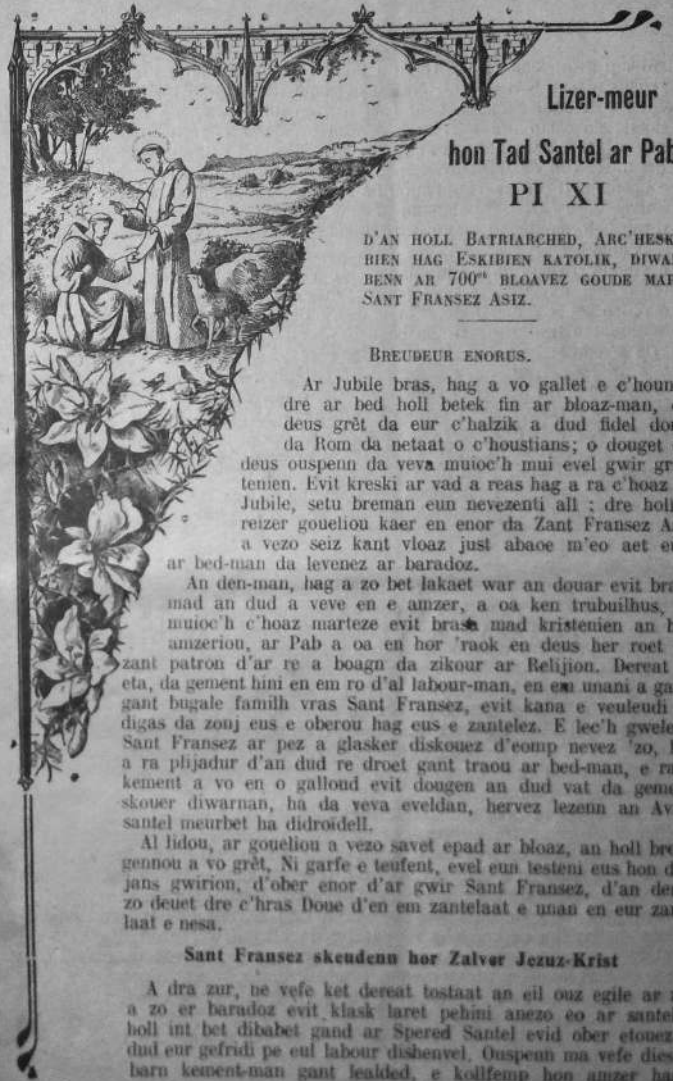 Lizer-meur
hon Tad Santel ar Pab
PI XI
D'AN HOLL BATRIARCHED, ARC'HESK
BIEN HAG ESKIBIEN KATOLIK, DIWA
BENN AR 700et BLOAVEZ GOUDE MAR
SANT FRANSEZ ASIZ.
BREUDEUR ENORUS.
Ar Jubile bras, hag a vo gallet e c'houn
dre ar bed holl betek fin ar bloaz-man,
deus grêt da eur c'halzik a dud fidel do
da Rom da netaat o c'houstians; o douget
deus ouspenn da veva muioc'h mui evel gwir gr
tenien. Evit kreski ar vad a reas hag a ra c'hoaz
Jubile, setu breman eun nevezenti all : dre holl
reizer goueliou kaer en enor da Zant Fransez A
a vezo seiz kant vloaz just abaoe m'eo aet e
ar bed-man da levenez ar baradoz.
An den-man, hag a zo bet lakaet war an douar evit bra
mad an dud a veve en e amzer, a oa ken trubuilhus,
muioc'h c'hoaz marteze evit brasa mad kristenien an h
amzeriou, ar Pab a oa en hor 'raok en deus her roet
zant patron d'ar re a boagn da zikour ar Relijion. Dereat
eta, da gement hini en em ro d'al labour-man, en em unani a ga
gant bugale familh vras Sant Fransez, evit kana e veuleudi
digas da zonj eus e oberou hag eus e zantelez. E lec'h gwele
Sant Fransez ar pez a glasker diskouez d'eomp nevez 'zo,
a ra plijadur d'an dud re droet gant traou ar bed-man, e ra
kement a vo en o galloud evit dougen an dud vat da geme
skouer diwarnan, ha da veva eveldan, hervez lezenn an Av
santel meurbet ha didroidell.
Al lidou, ar goueliou a vezo savet epad ar bloaz, an holl bre
gennou a vo grêt, Ni garfe e teufent, evel eun testeni eus hon d
jans gwirion, d'ober enor d'ar gwir Sant Fransez, d'an de
zo deuet dre c'hras Doue d'en em zantelaat e unan en eur za
laat e nesa.
Sant Fransez skeudenn hor Zalver Jezuz-Krist
A dra zur, ne vefe ket dereat tostaat an eil ouz egile ar
a zo er baradoz evit klask laret pehini anezo eo ar sante
holl int bet dibabet gand ar Spered Santel evid ober etouez
dud eur gefridi pe eul labour dishenvel. Ouspenn ma vefe dies
barn kement-man gant lealded, e kollfemp hon amzer ha